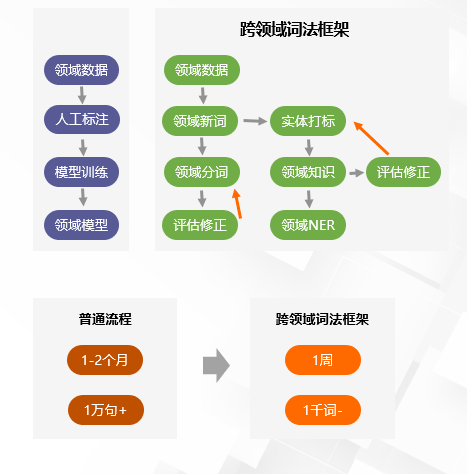 领域数据
人工标注
模型训练
领域模型
跨领域词法框架
领域数据
领域新词
实体打标
领域分词
领域知识
评估修正
评估修正
领域NER
普通流程
1-2个月
1万句+
跨领域词法框架
1周
1千词-